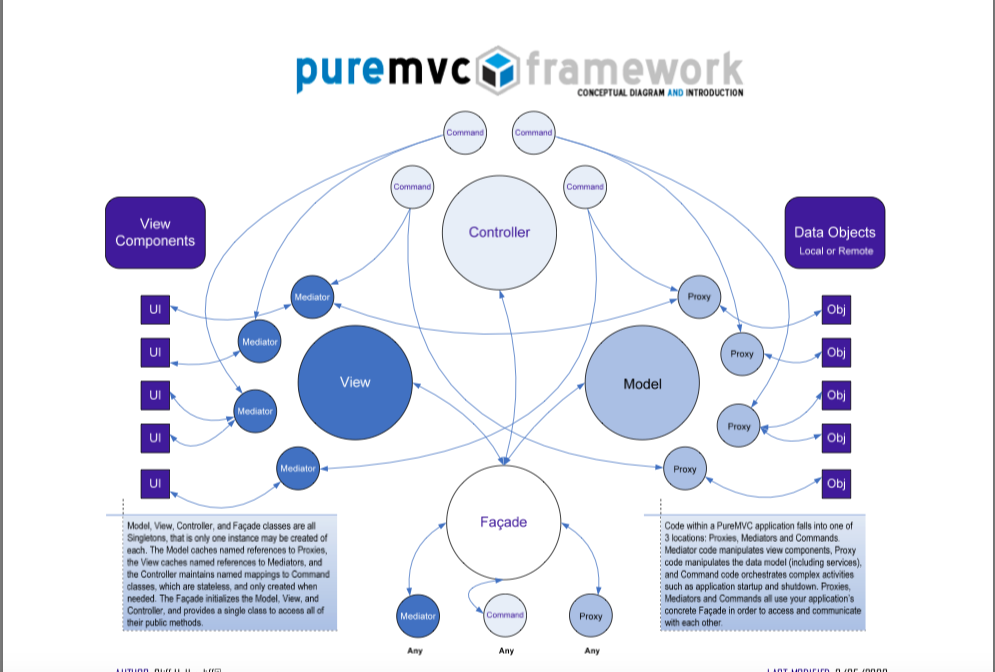 puremvc framework
CONCEPTUAL DIAGRAM AND INTRODUCTION
Command
Command
Command
Command
Controller
View
Components
Data Objects
Local or Remote
UI
Mediator
Proxy
Obj
UI
Mediator
Proxy
Obj
View
Model
UI
Mediator
Proxy
Obj
UI
Obj
UI
Mediator
Proxy
Obj
Façade
Model, View, Controller, and Façade classes are all
Singletons, that is only one instance may be created of
each. The Model caches named references to Proxies,
the View caches named references to Mediators, and
the Controller maintains named mappings to Command
classes, which are stateless, and only created when
needed. The Façade initializes the Model, View, and
Controller, and provides a single class to access all of
their public methods.
Code within a PureMVC application falls into one of
3 locations: Proxies, Mediators and Commands.
Mediator code manipulates view components, Proxy
code manipulates the data model (including services),
and Command code orchestrates complex activities
such as application startup and shutdown. Proxies,
Mediators and Commands all use your application's
concrete Façade in order to access and communicate
with each other.
Mediator
Command
Proxy
Any
Any
Any
LAST MODIFIED